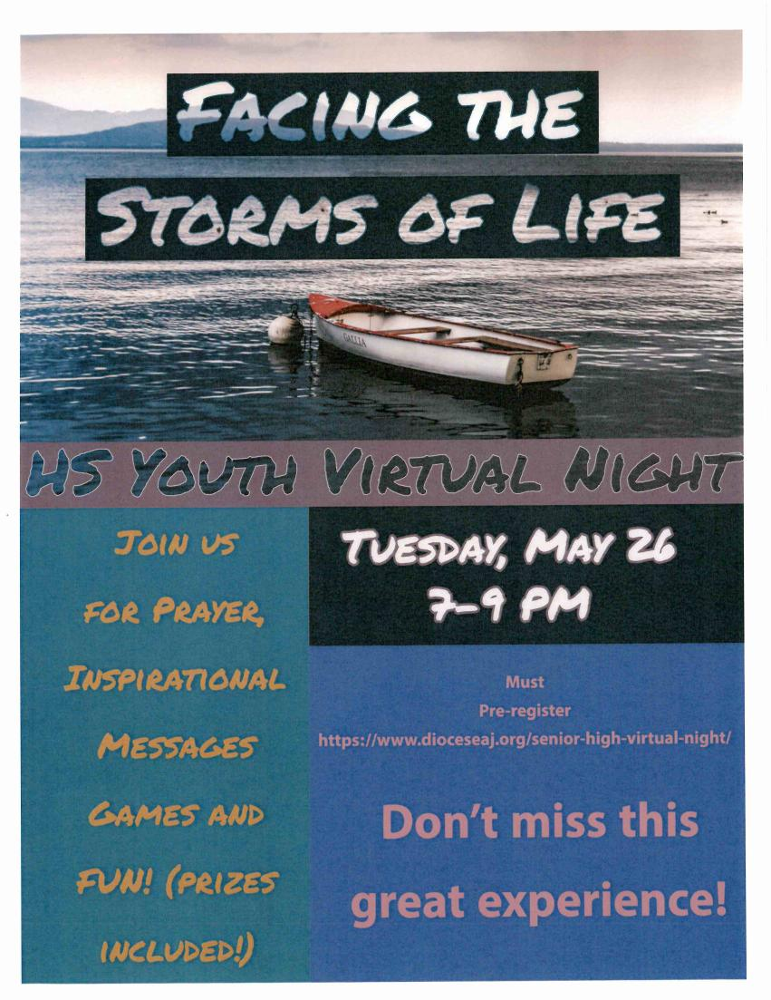 Facing the
Storms of Life
GALLIA
HS Youth Virtual Night
Join us
for Prayer,
Inspirational
Messages
Games and
FUN! (prizes
included!)
Tuesday, May 26
7-9 PM
Must
Pre-register
https://www.dioceseaj.org/senior-high-virtual-night/
Don't miss this
great experience!